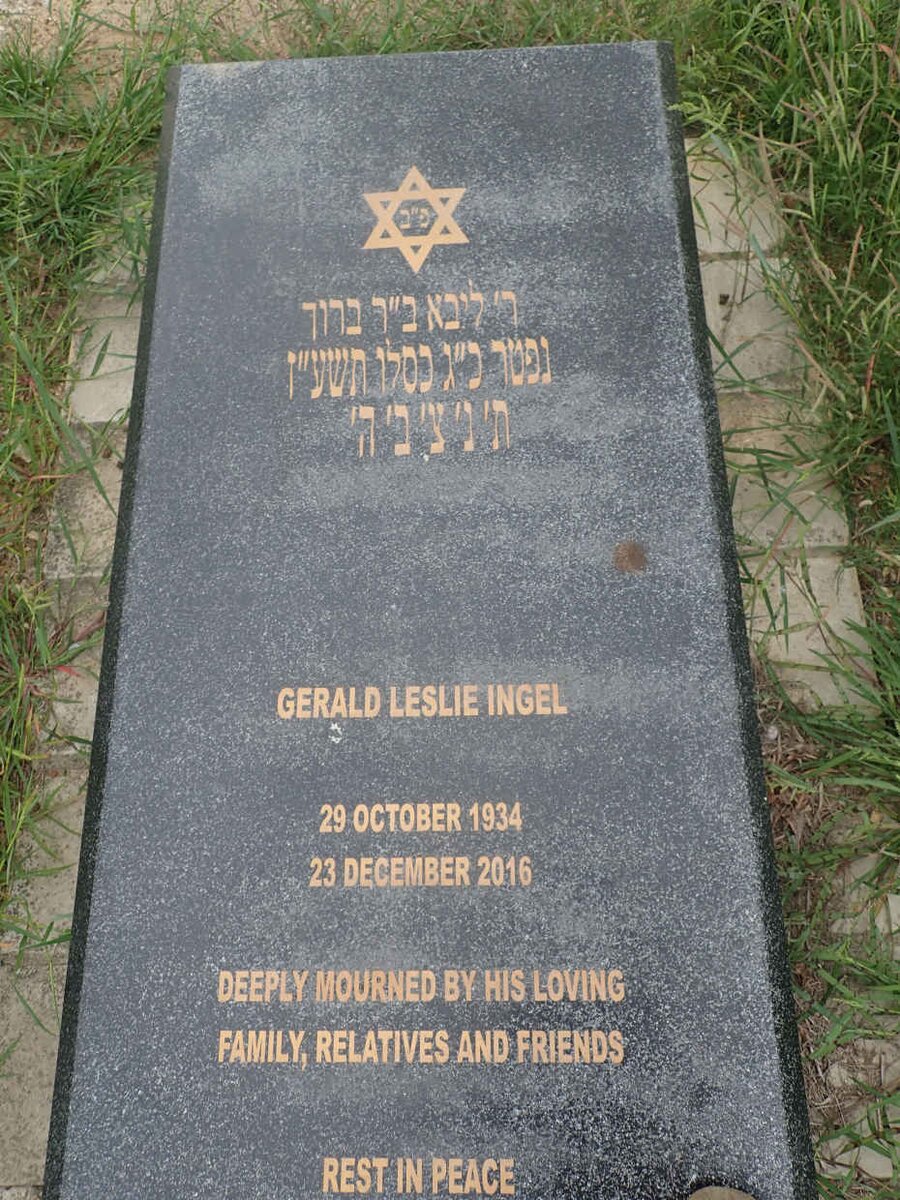 פ"נ
ר' ליבא ב"ר ברוך
נפטר כ"ג כסלו תשע"ז
ת' נ' צ' ב' ה'
GERALD LESLIE INGEL
29 OCTOBER 1934
23 DECEMBER 2016
DEEPLY MOURNED BY HIS LOVING
FAMILY, RELATIVES AND FRIENDS
REST IN PEACE